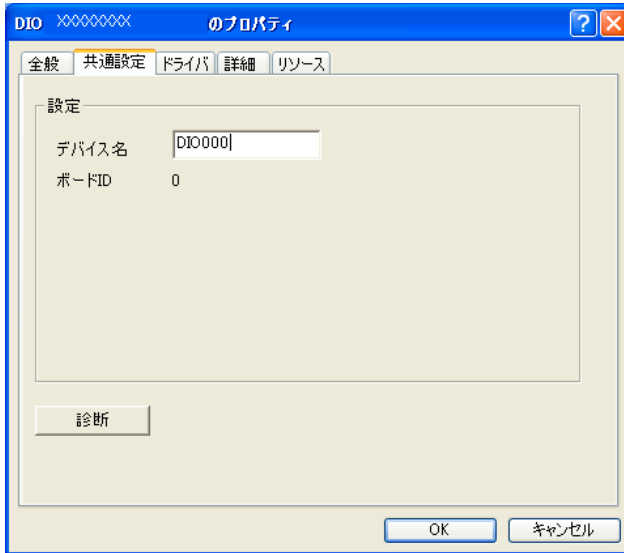 DIO XXXXXXXX のプロパティ
全般 共通設定 ドライバ 詳細 リソース
設定
デバイス名 DIO000
ボードID 0
診断
OK キャンセル